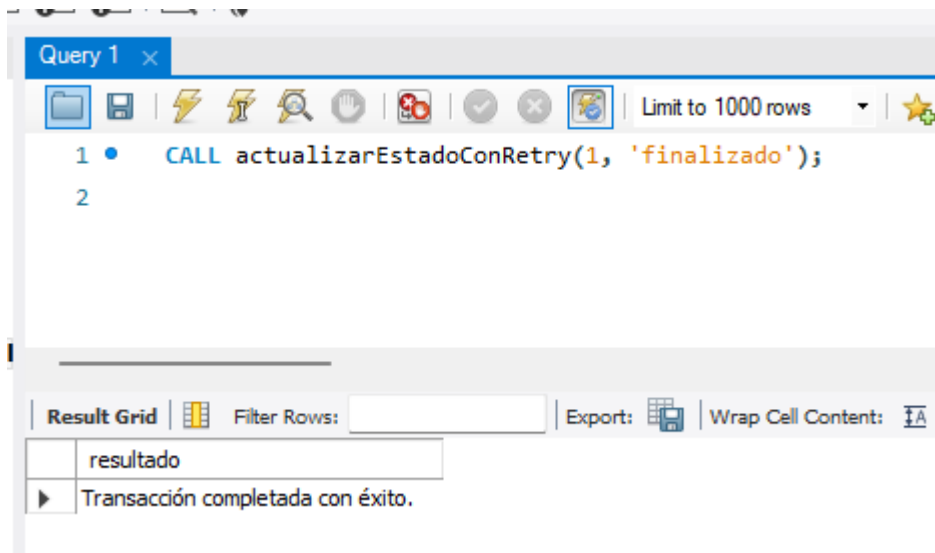 Query 1
Limit to 1000 rows
1 CALL actualizarEstadoConRetry(1, 'finalizado');
2
Result Grid Filter Rows: Export: Wrap Cell Content:
resultado
Transacción completada con éxito.